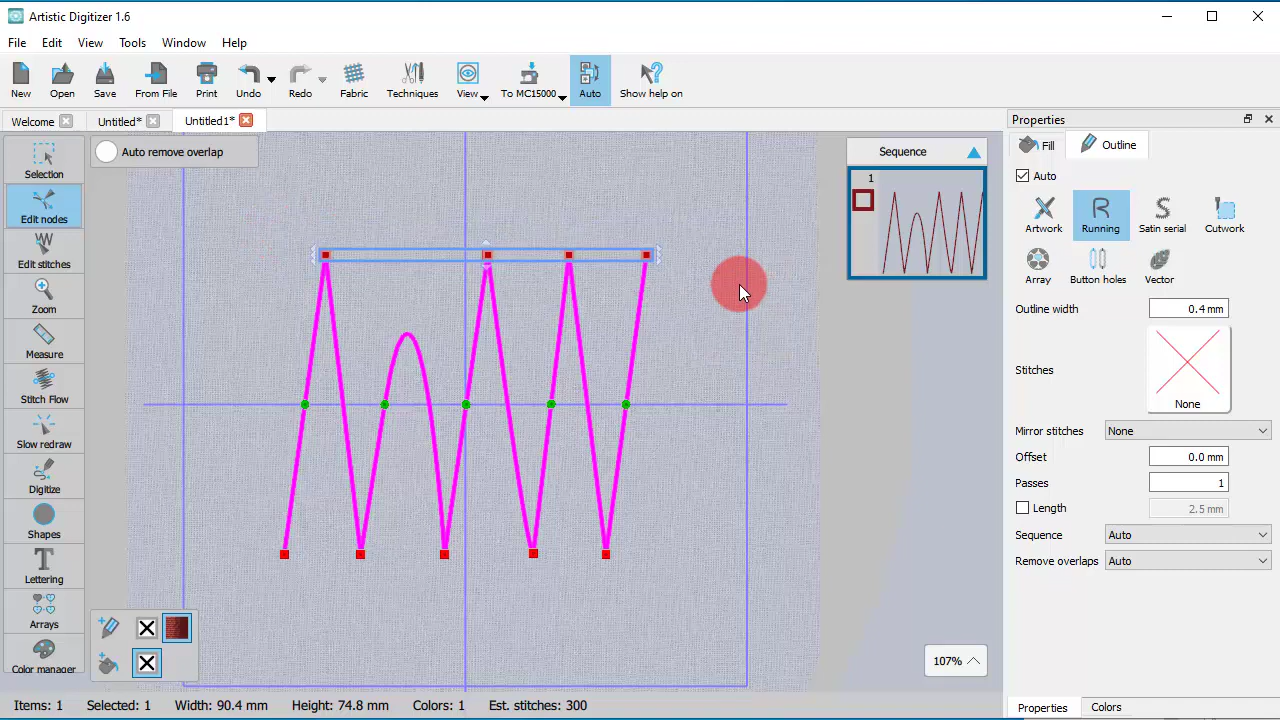 Artistic Digitizer 1.6
File Edit View Tools Window Help
New Open Save From File Print Undo Redo Fabric Techniques View To MC15000 Auto Show help on
Welcome Untitled* Untitled1*
Properties
Selection
Edit nodes
Edit stitches
Zoom
Measure
Stitch Flow
Slow redraw
Digitize
Shapes
Lettering
Arrays
Color manager
Auto remove overlap
Sequence
1
107%
Fill Outline
Auto
Artwork Running Satin serial Cutwork
Array Button holes Vector
Outline width 0.4 mm
Stitches None
Mirror stitches None
Offset 0.0 mm
Passes 1
Length 2.5 mm
Sequence Auto
Remove overlaps Auto
Properties Colors
Items: 1 Selected: 1 Width: 90.4 mm Height: 74.8 mm Colors: 1 Est. stitches: 300